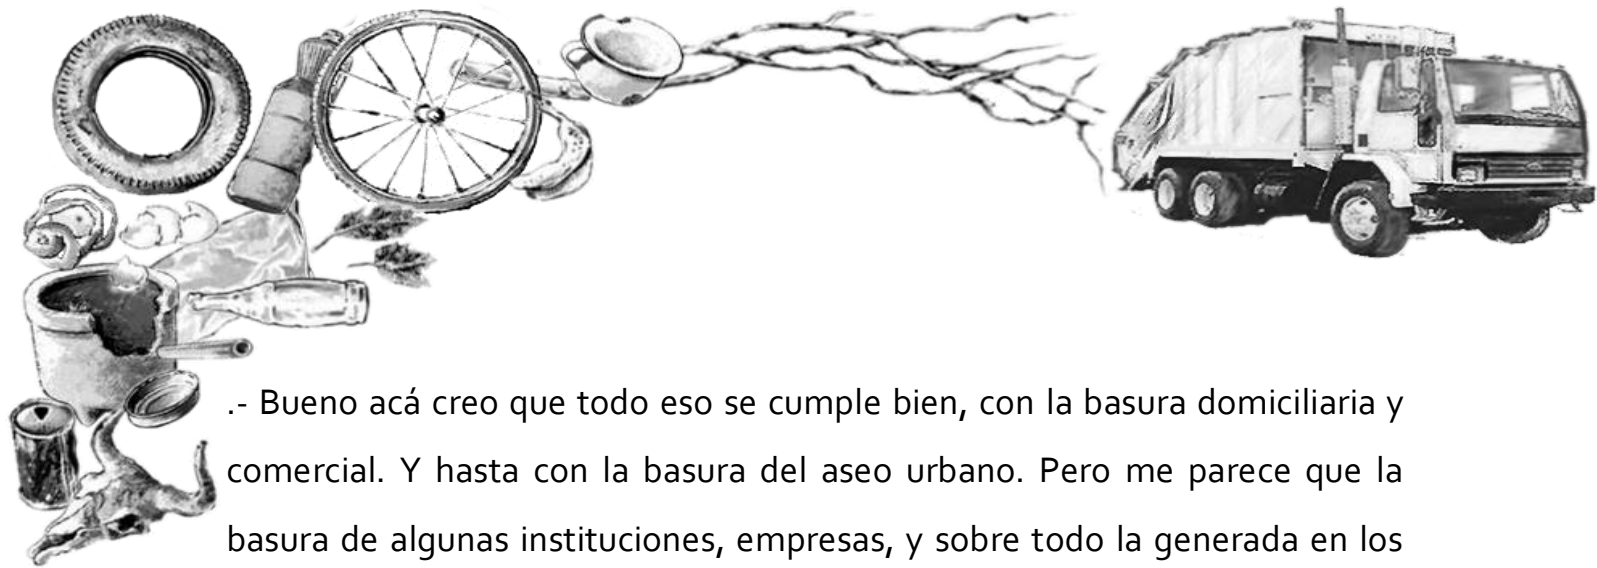 .- Bueno acá creo que todo eso se cumple bien, con la basura domiciliaria y
comercial. Y hasta con la basura del aseo urbano. Pero me parece que la
basura de algunas instituciones, empresas, y sobre todo la generada en los